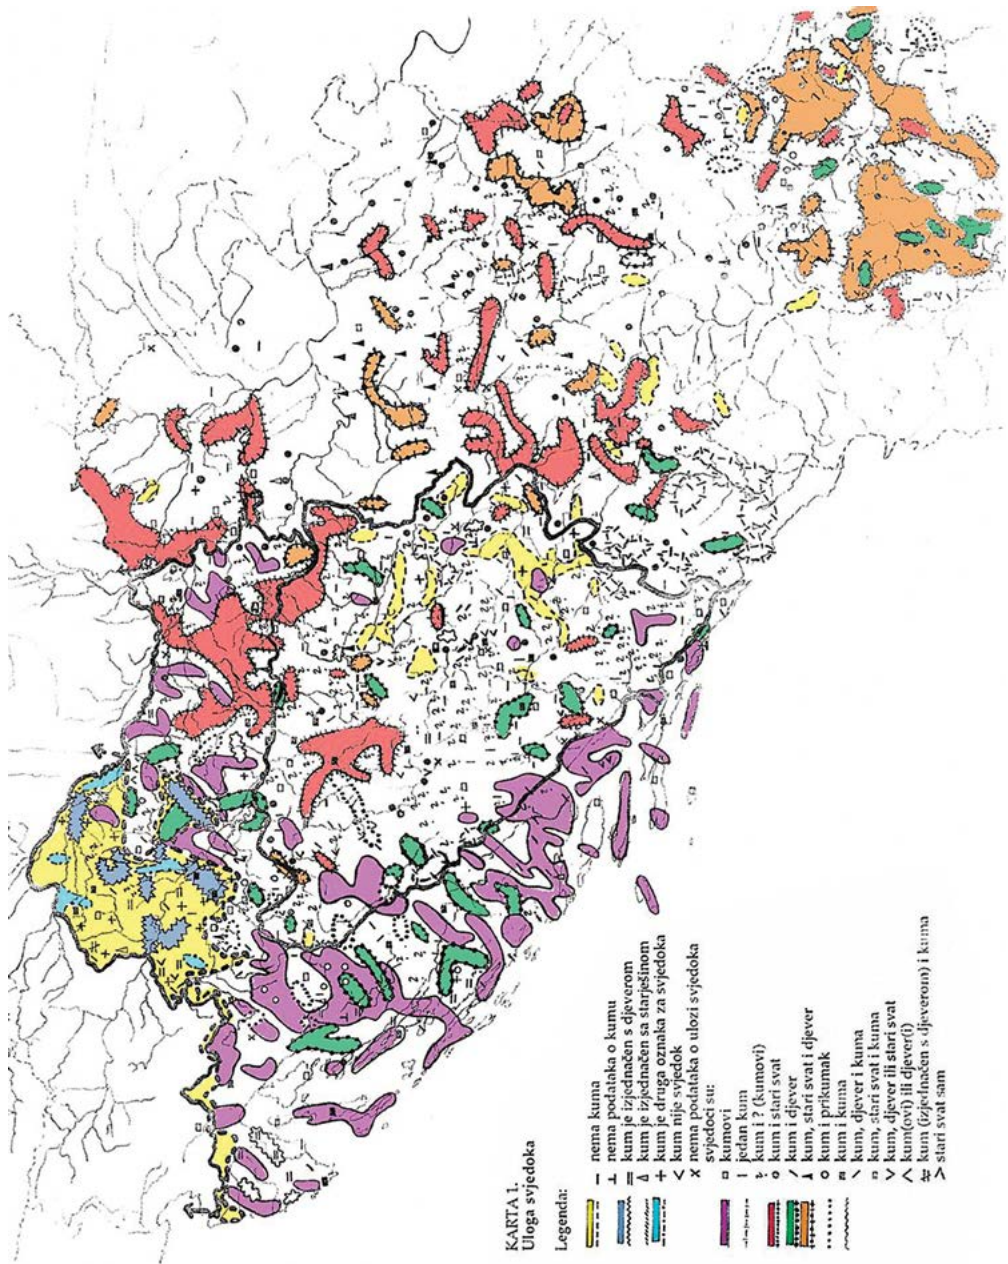 KARTA 1.
Uloga svjedoka
Legenda:
nema kuma
nema podataka o kumu
kum je izjednačen s djeverom
kum je izjednačen sa starješinom
kum je druga oznaka za svjedoka
kum nije svjedok
nema podataka o ulozi svjedoka
svjedoci su:
kumovi
jedan kum
kum i ? (kumovi)
kum i stari svat
kum i djever
kum, stari svat i djever
kum i prikumak
kum i kuma
kum, djever i kuma
kum, stari svat i kuma
kum, djever ili stari svat
kum(ovi) ili djever(i)
kum (izjednačen s djeverom) i kuma
stari svat sam